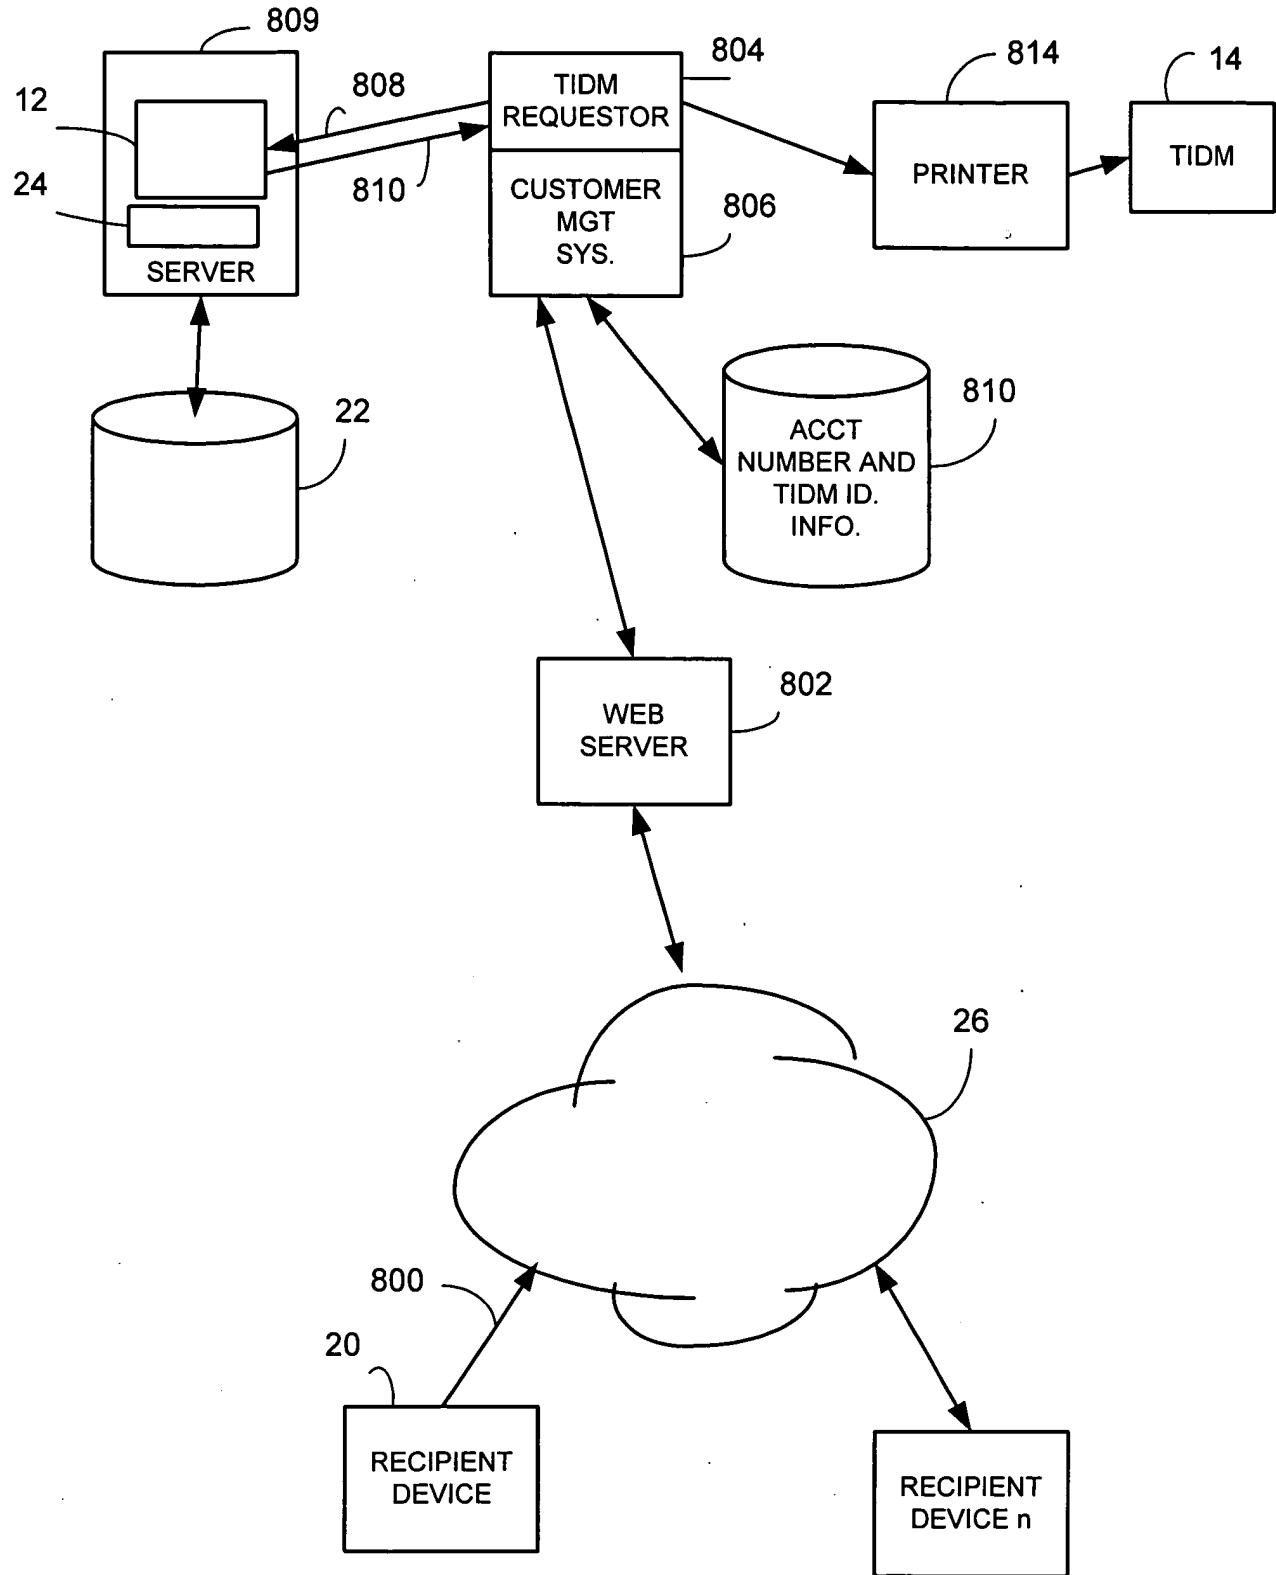 809
804
814
14
12
808
TIDM
REQUESTOR
PRINTER
TIDM
24
810
CUSTOMER
MGT
SYS.
806
SERVER
22
ACCT
NUMBER AND
TIDM ID.
INFO.
810
WEB
SERVER
802
26
800
20
RECIPIENT
DEVICE
RECIPIENT
DEVICE n